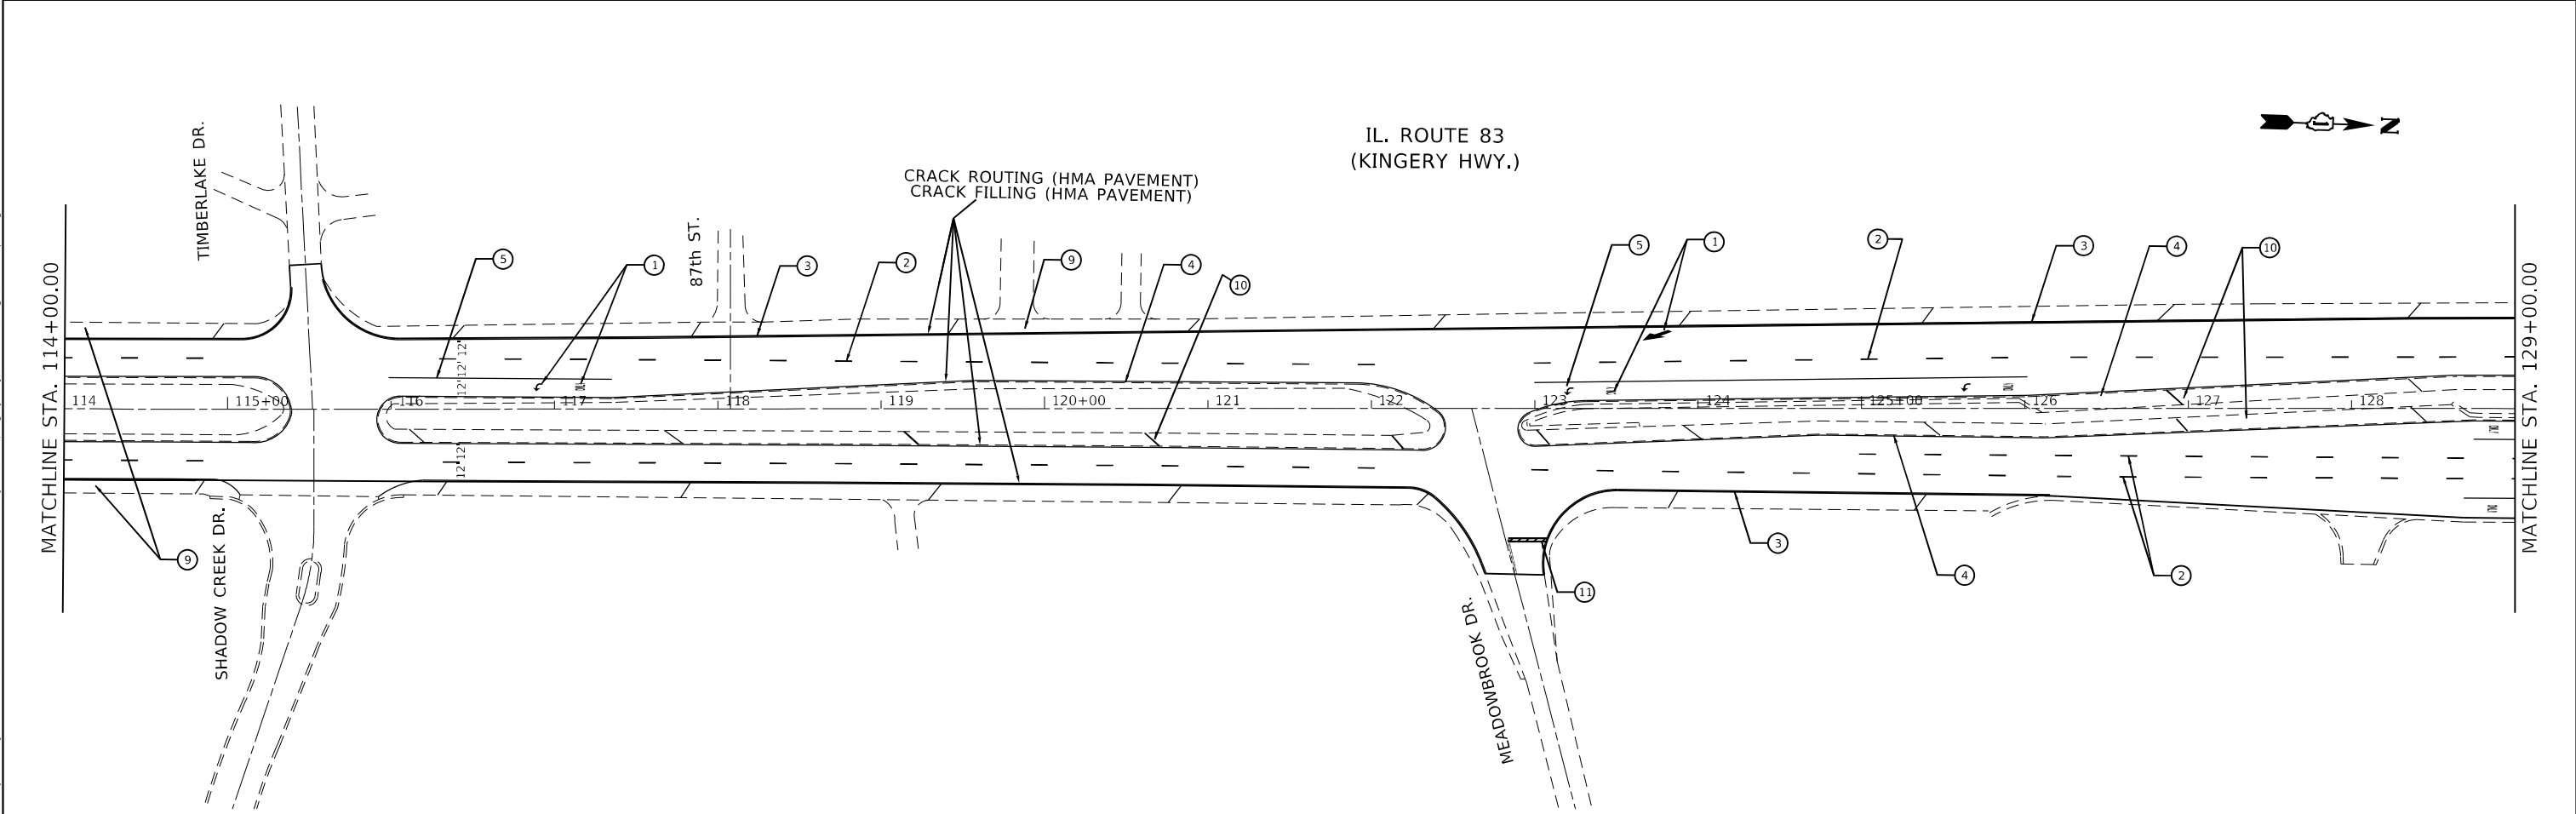 IL. ROUTE 83
(KINGERY HWY.)
N
CRACK ROUTING (HMA PAVEMENT)
CRACK FILLING (HMA PAVEMENT)
TIMBERLAKE DR.
87th ST.
5
1
3
2
9
4
10
5
1
2
3
4
10
MATCHLINE STA. 114+00.00
MATCHLINE STA. 129+00.00
12' 12' 12'
114
115+00
116
117
118
119
120+00
121
122
123
124
125+00
126
127
128
12' 12'
9
SHADOW CREEK DR.
MEADOWBROOK DR.
11
3
4
2